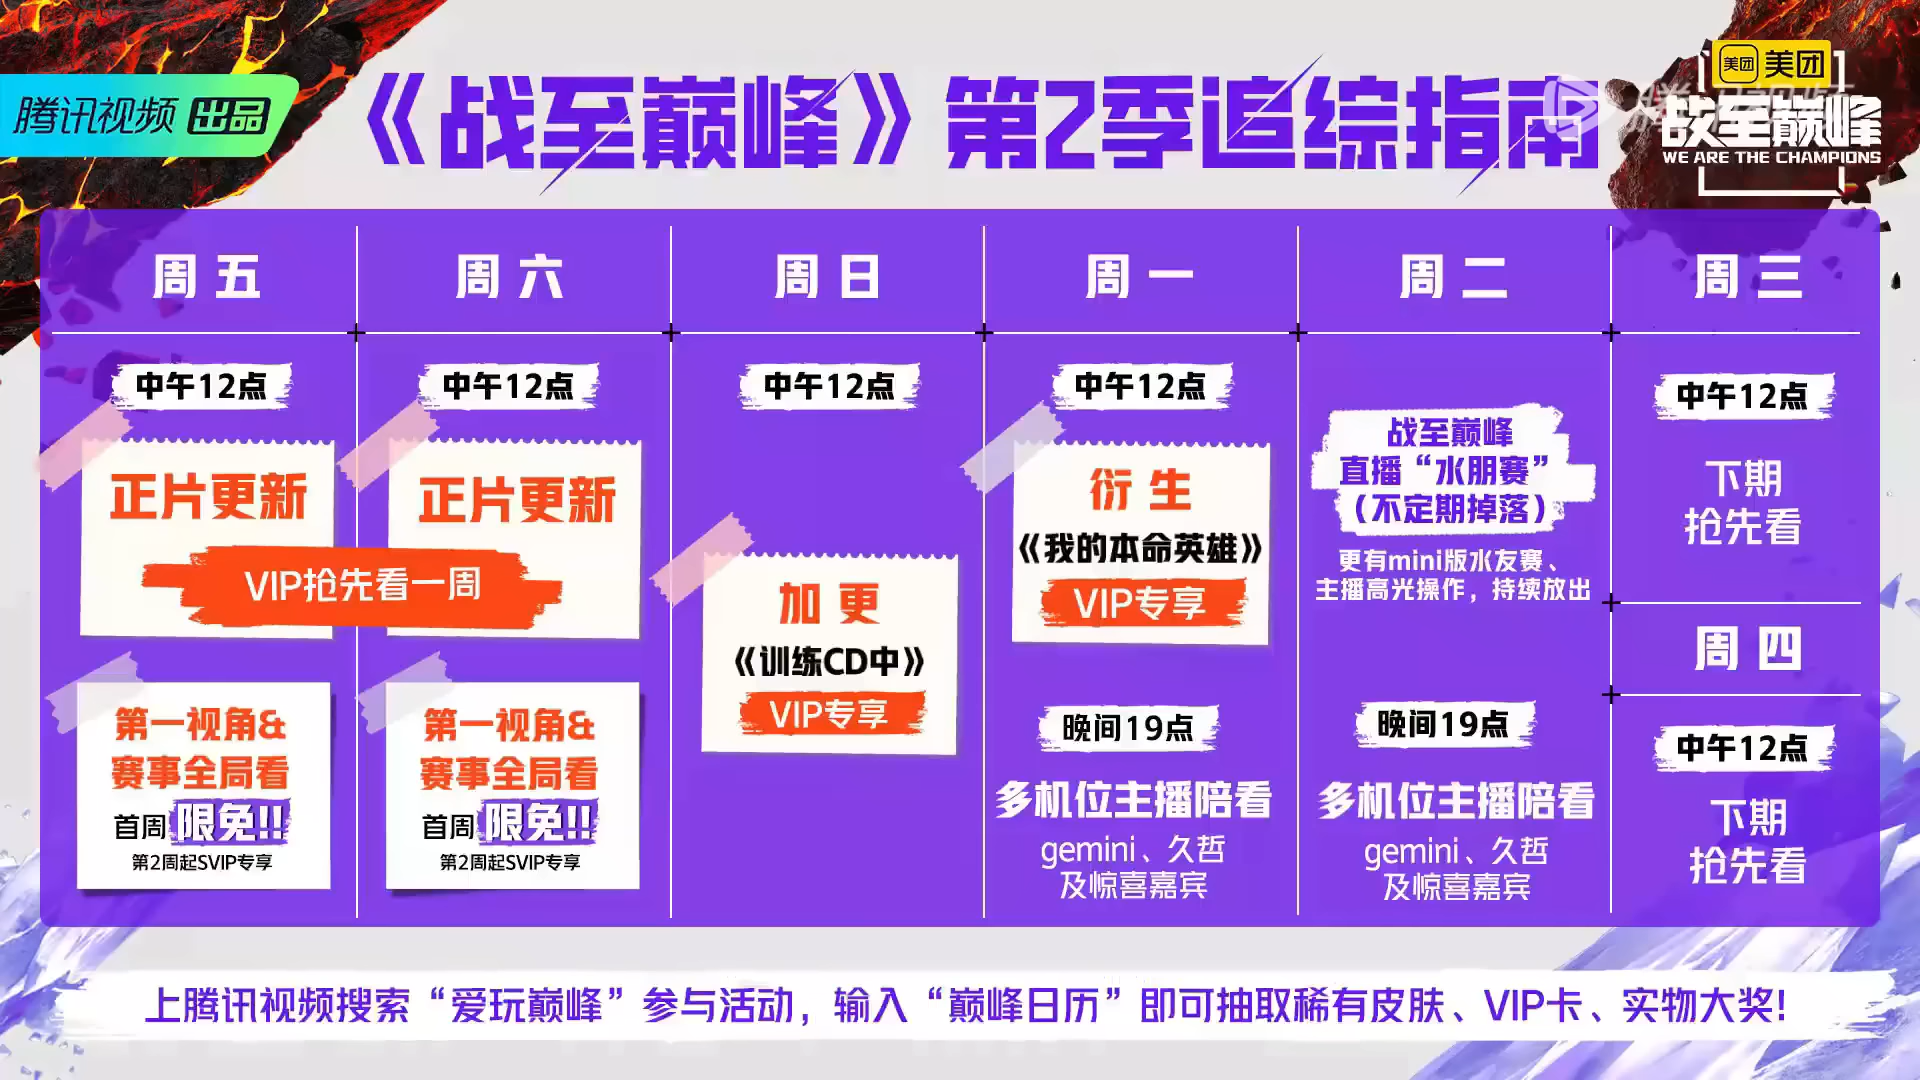 腾讯视频 出品
《战至巅峰》第2季追综指南
美团 美团
战至巅峰
WE ARE THE CHAMPIONS
周五
中午12点
正片更新
周六
中午12点
正片更新
VIP抢先看一周
第一视角&
赛事全局看
首周限免!!
第2周起SVIP专享
第一视角&
赛事全局看
首周限免!!
第2周起SVIP专享
周日
中午12点
加更
《训练CD中》
VIP专享
周一
中午12点
衍生
《我的本命英雄》
VIP专享
晚间19点
多机位主播陪看
gemini、久哲
及惊喜嘉宾
周二
战至巅峰
直播“水朋赛”
（不定期掉落）
更有mini版水友赛、
主播高光操作，持续放出
晚间19点
多机位主播陪看
gemini、久哲
及惊喜嘉宾
周三
中午12点
下期
抢先看
周四
中午12点
下期
抢先看
上腾讯视频搜索“爱玩巅峰”参与活动，输入“巅峰日历”即可抽取稀有皮肤、VIP卡、实物大奖!